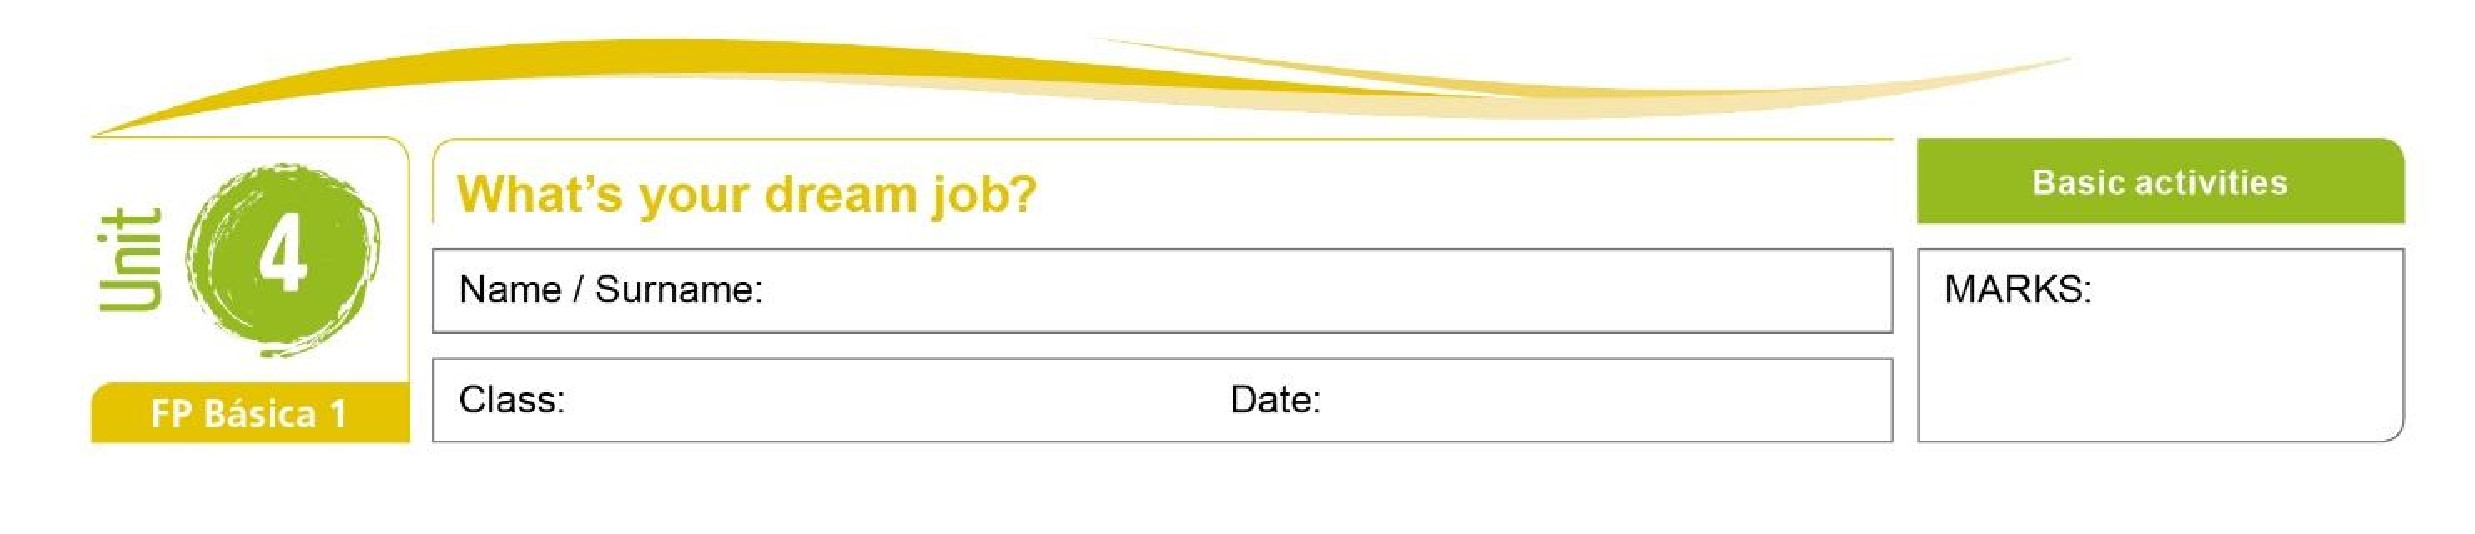 Unit 4
FP Básica 1
What's your dream job?
Basic activities
Name / Surname:
MARKS:
Class:
Date: